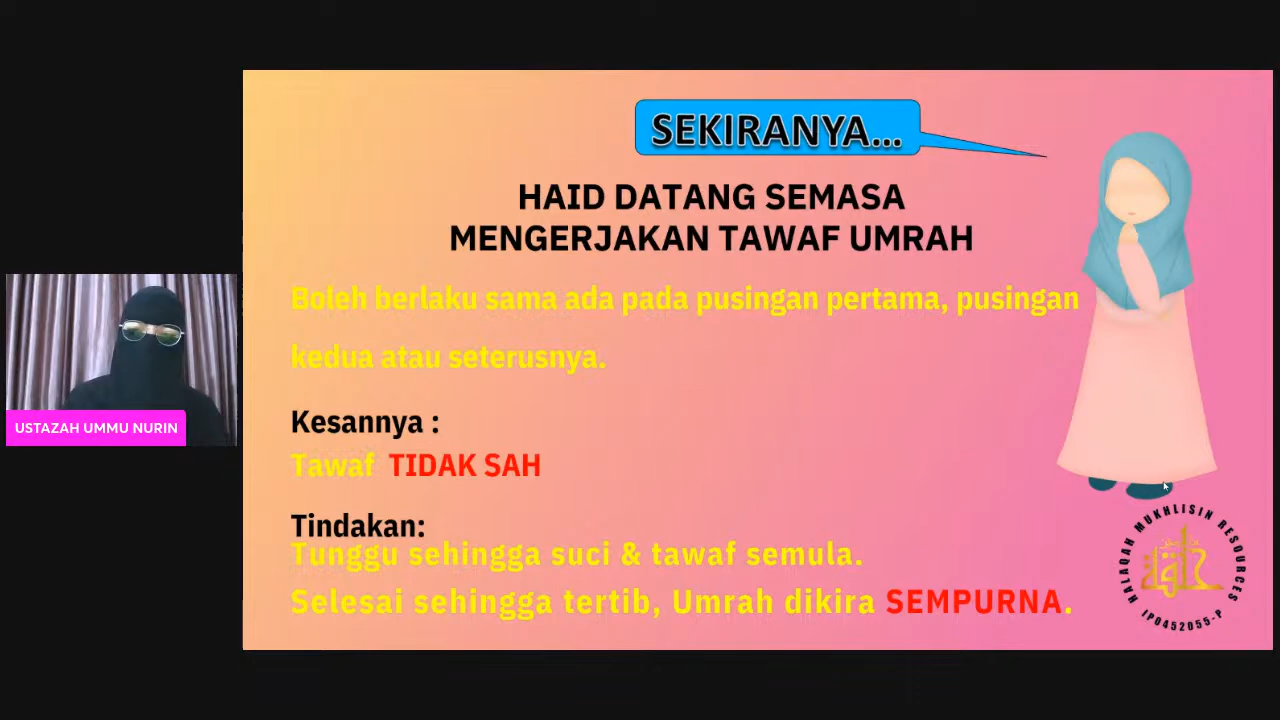 SEKIRANYA...
HAID DATANG SEMASA
MENGERJAKAN TAWAF UMRAH
Boleh berlaku sama ada pada pusingan pertama, pusingan
kedua atau seterusnya.
Kesannya :
Tawaf TIDAK SAH
Tindakan:
Tunggu sehingga suci & tawaf semula.
Selesai sehingga tertib, Umrah dikira SEMPURNA.
USTAZAH UMMU NURIN
HALAQAH MUKHLISIN RESOURCES
IP0452055-P